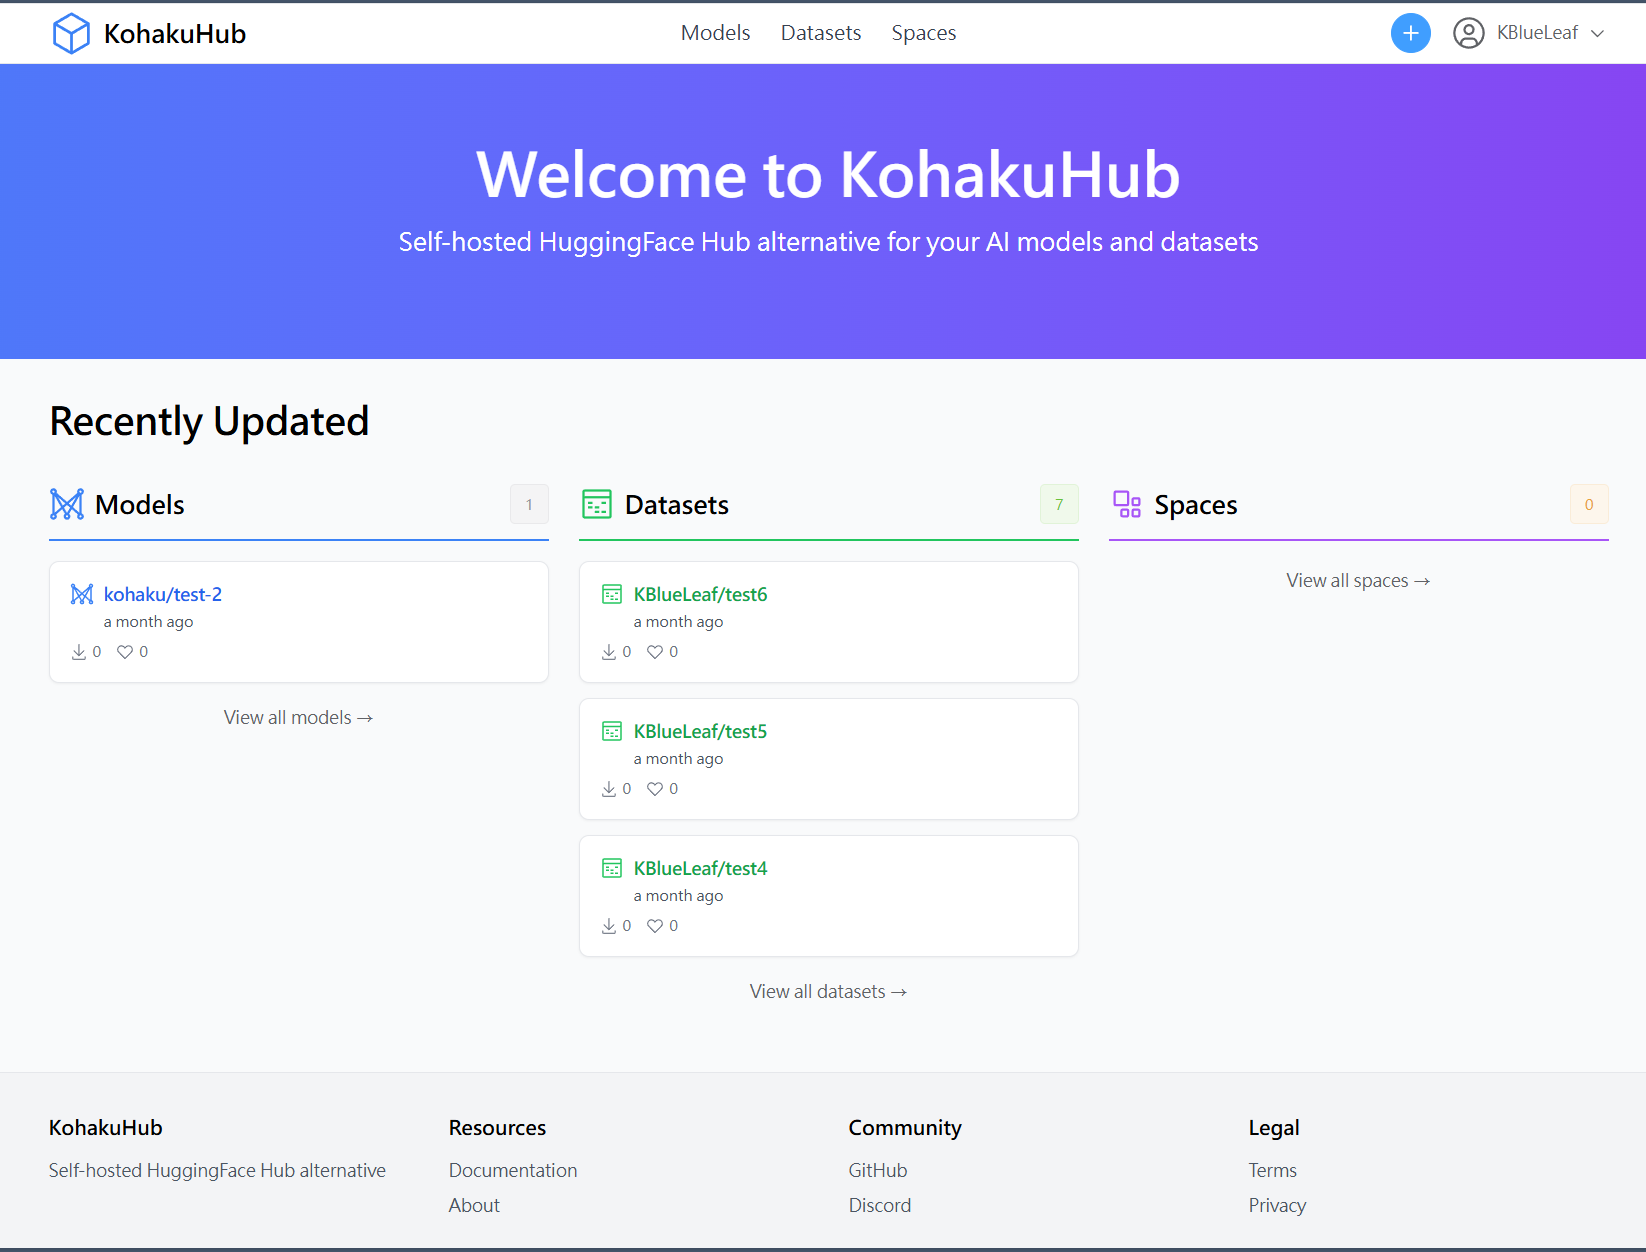 KohakuHub
Models Datasets Spaces
KBlueLeaf
Welcome to KohakuHub
Self-hosted HuggingFace Hub alternative for your AI models and datasets
Recently Updated
Models 1
kohaku/test-2
a month ago
0 0
View all models →
Datasets 7
KBlueLeaf/test6
a month ago
0 0
KBlueLeaf/test5
a month ago
0 0
KBlueLeaf/test4
a month ago
0 0
View all datasets →
Spaces 0
View all spaces →
KohakuHub
Self-hosted HuggingFace Hub alternative
Resources
Documentation
About
Community
GitHub
Discord
Legal
Terms
Privacy